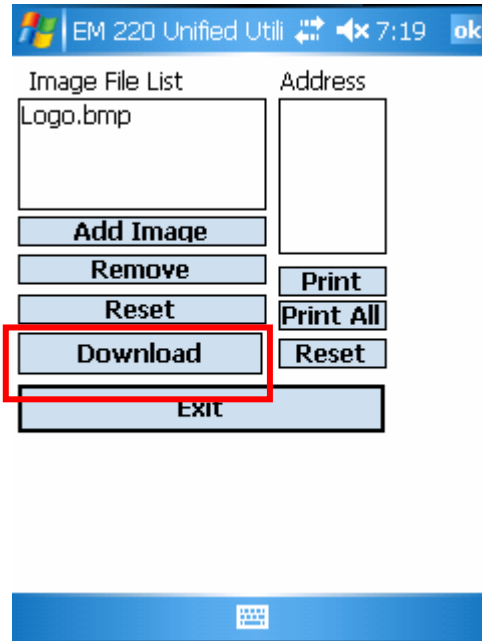 EM 220 Unified Utili 7:19 ok
Image File List
Address
Logo.bmp
Add Image
Remove
Reset
Download
Print
Print All
Reset
Exit